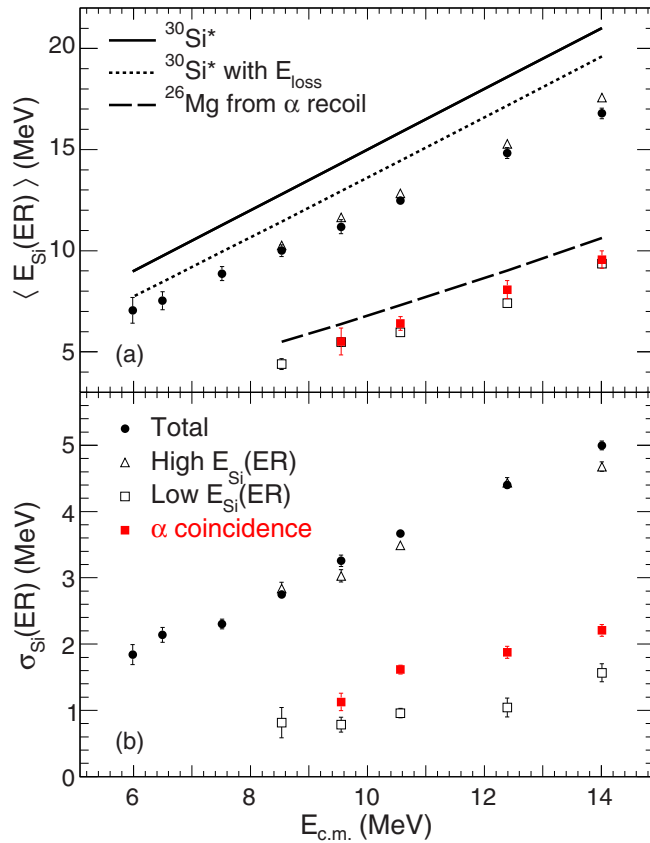 20
15
10
5
⟨ E_Si(ER) ⟩ (MeV)
³⁰Si*
³⁰Si* with E_loss
²⁶Mg from α recoil
(a)
5
4
3
2
1
0
σ_Si(ER) (MeV)
Total
High E_Si(ER)
Low E_Si(ER)
α coincidence
(b)
6 8 10 12 14
E_c.m. (MeV)